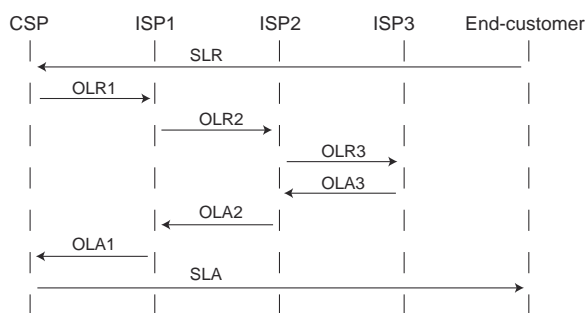 CSP ISP1 ISP2 ISP3 End-customer
SLR
OLR1
OLR2
OLR3
OLA3
OLA2
OLA1
SLA